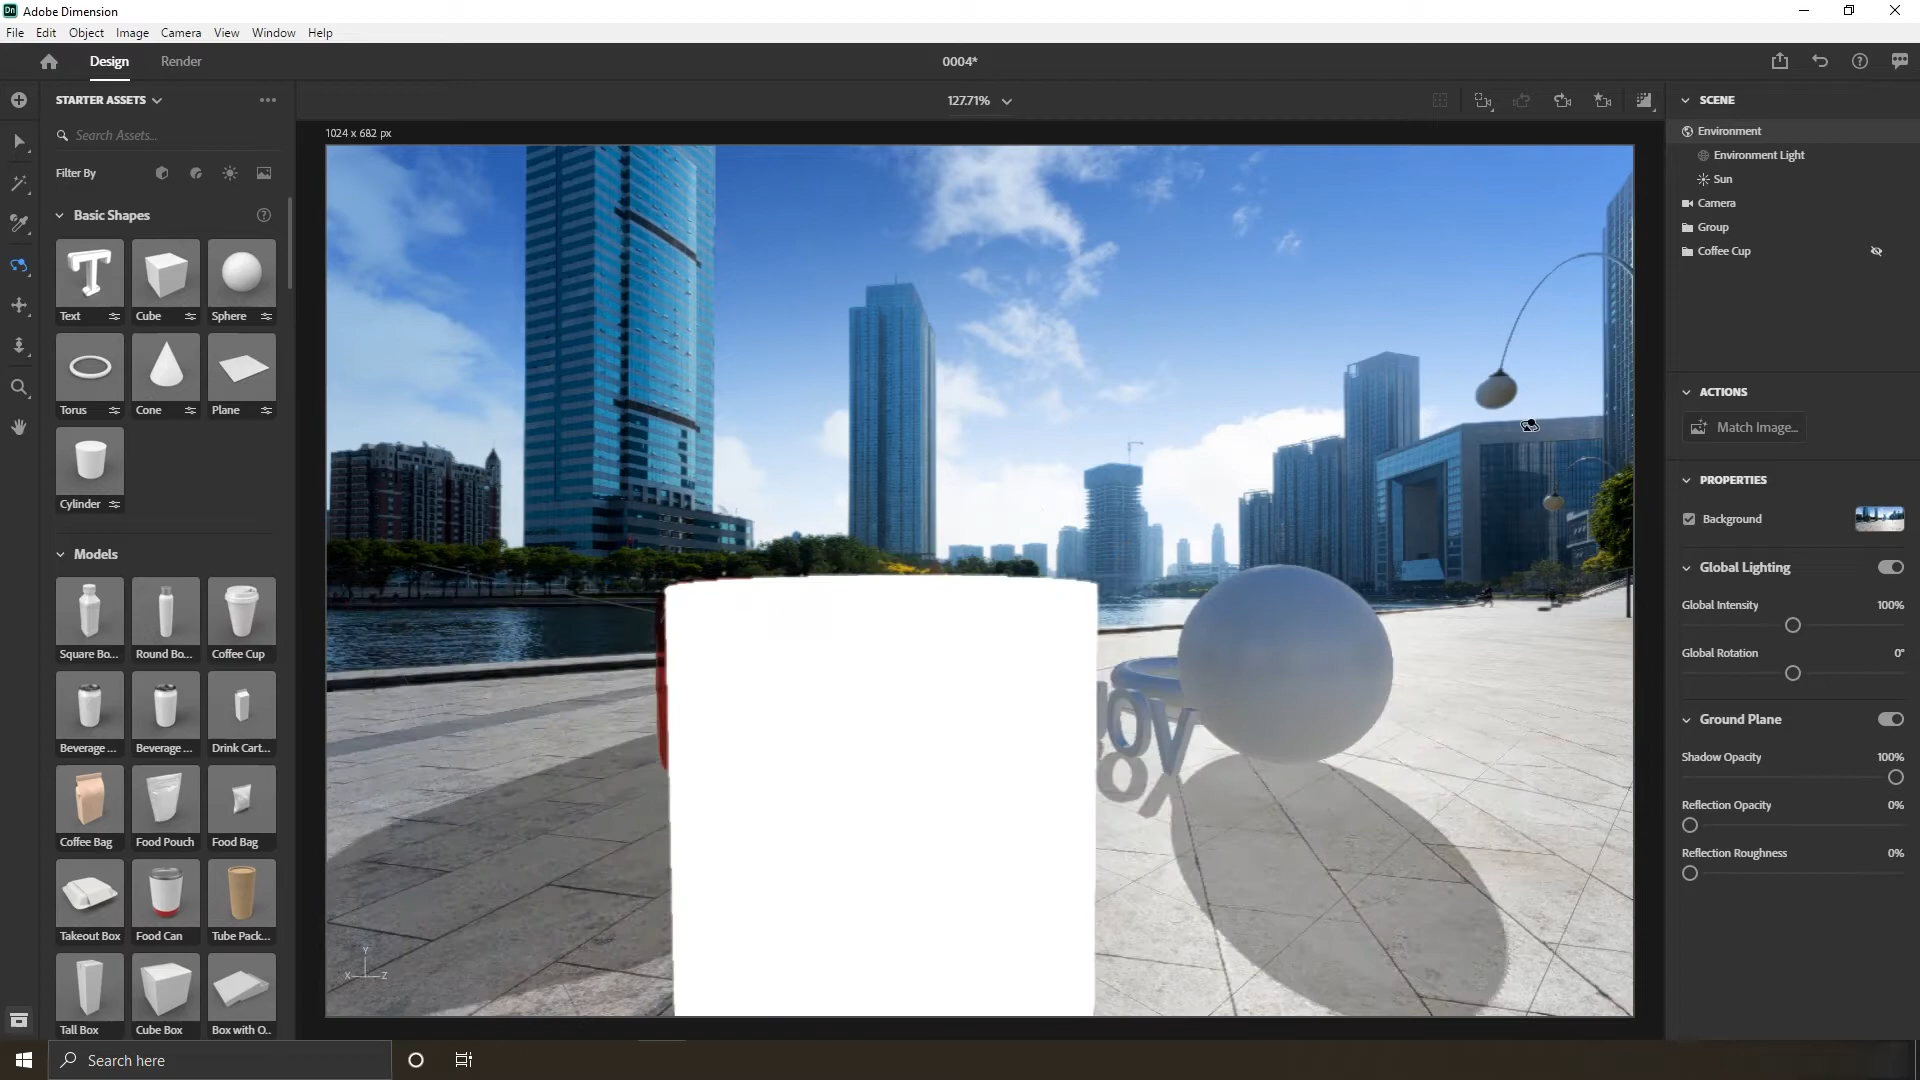 Dn Adobe Dimension
File Edit Object Image Camera View Window Help
Design Render 0004*
STARTER ASSETS 127.71% SCENE
1024 x 682 px
Search Assets...
Filter By
Basic Shapes
Text Cube Sphere
Torus Cone Plane
Cylinder
Models
Square Bo... Round Bo... Coffee Cup
Beverage ... Beverage ... Drink Cart...
Coffee Bag Food Pouch Food Bag
Takeout Box Food Can Tube Pack...
Tall Box Cube Box Box with O..
Y
X Z
Environment
Environment Light
Sun
Camera
Group
Coffee Cup
ACTIONS
Match Image...
PROPERTIES
Background
Global Lighting
Global Intensity 100%
Global Rotation 0°
Ground Plane
Shadow Opacity 100%
Reflection Opacity 0%
Reflection Roughness 0%
Search here